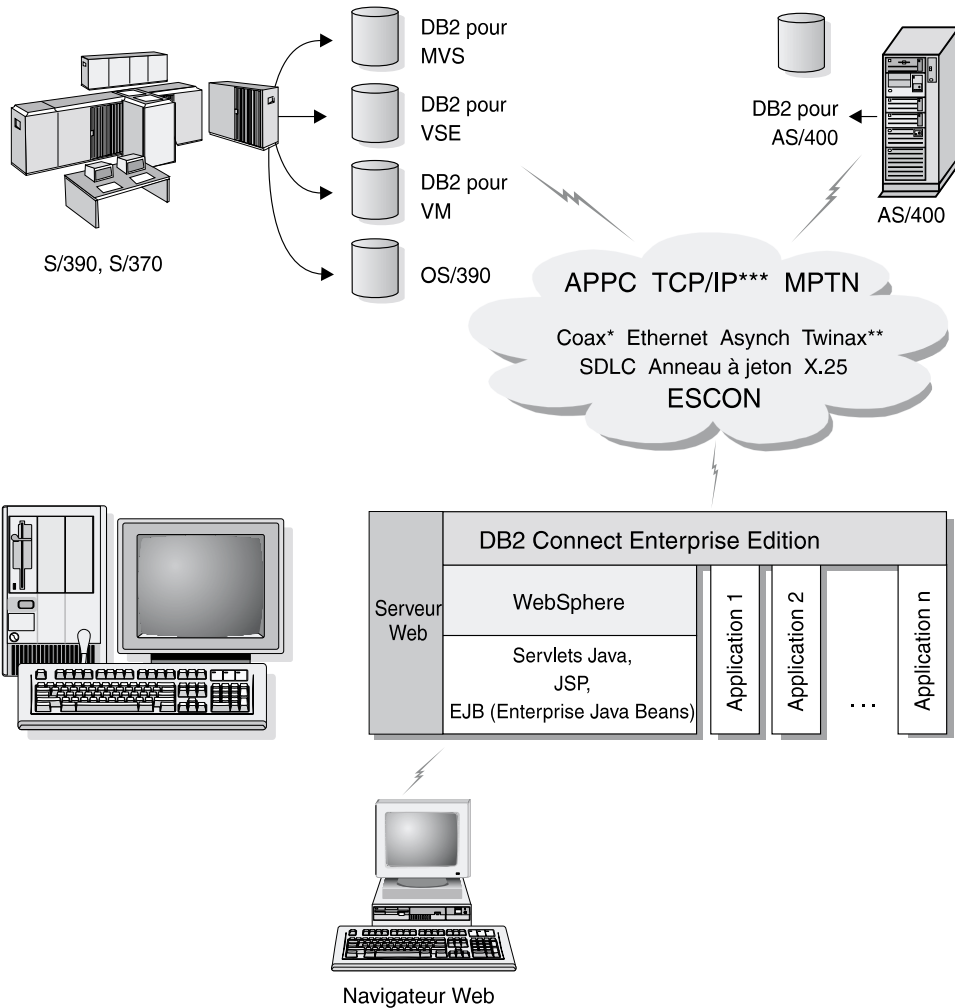 DB2 pour
MVS
DB2 pour
VSE
DB2 pour
VM
OS/390
S/390, S/370
DB2 pour
AS/400
AS/400
APPC TCP/IP*** MPTN
Coax* Ethernet Asynch Twinax**
SDLC Anneau à jeton X.25
ESCON
DB2 Connect Enterprise Edition
Serveur
Web
WebSphere
Servlets Java,
JSP,
EJB (Enterprise Java Beans)
Application 1
Application 2
...
Application n
Navigateur Web